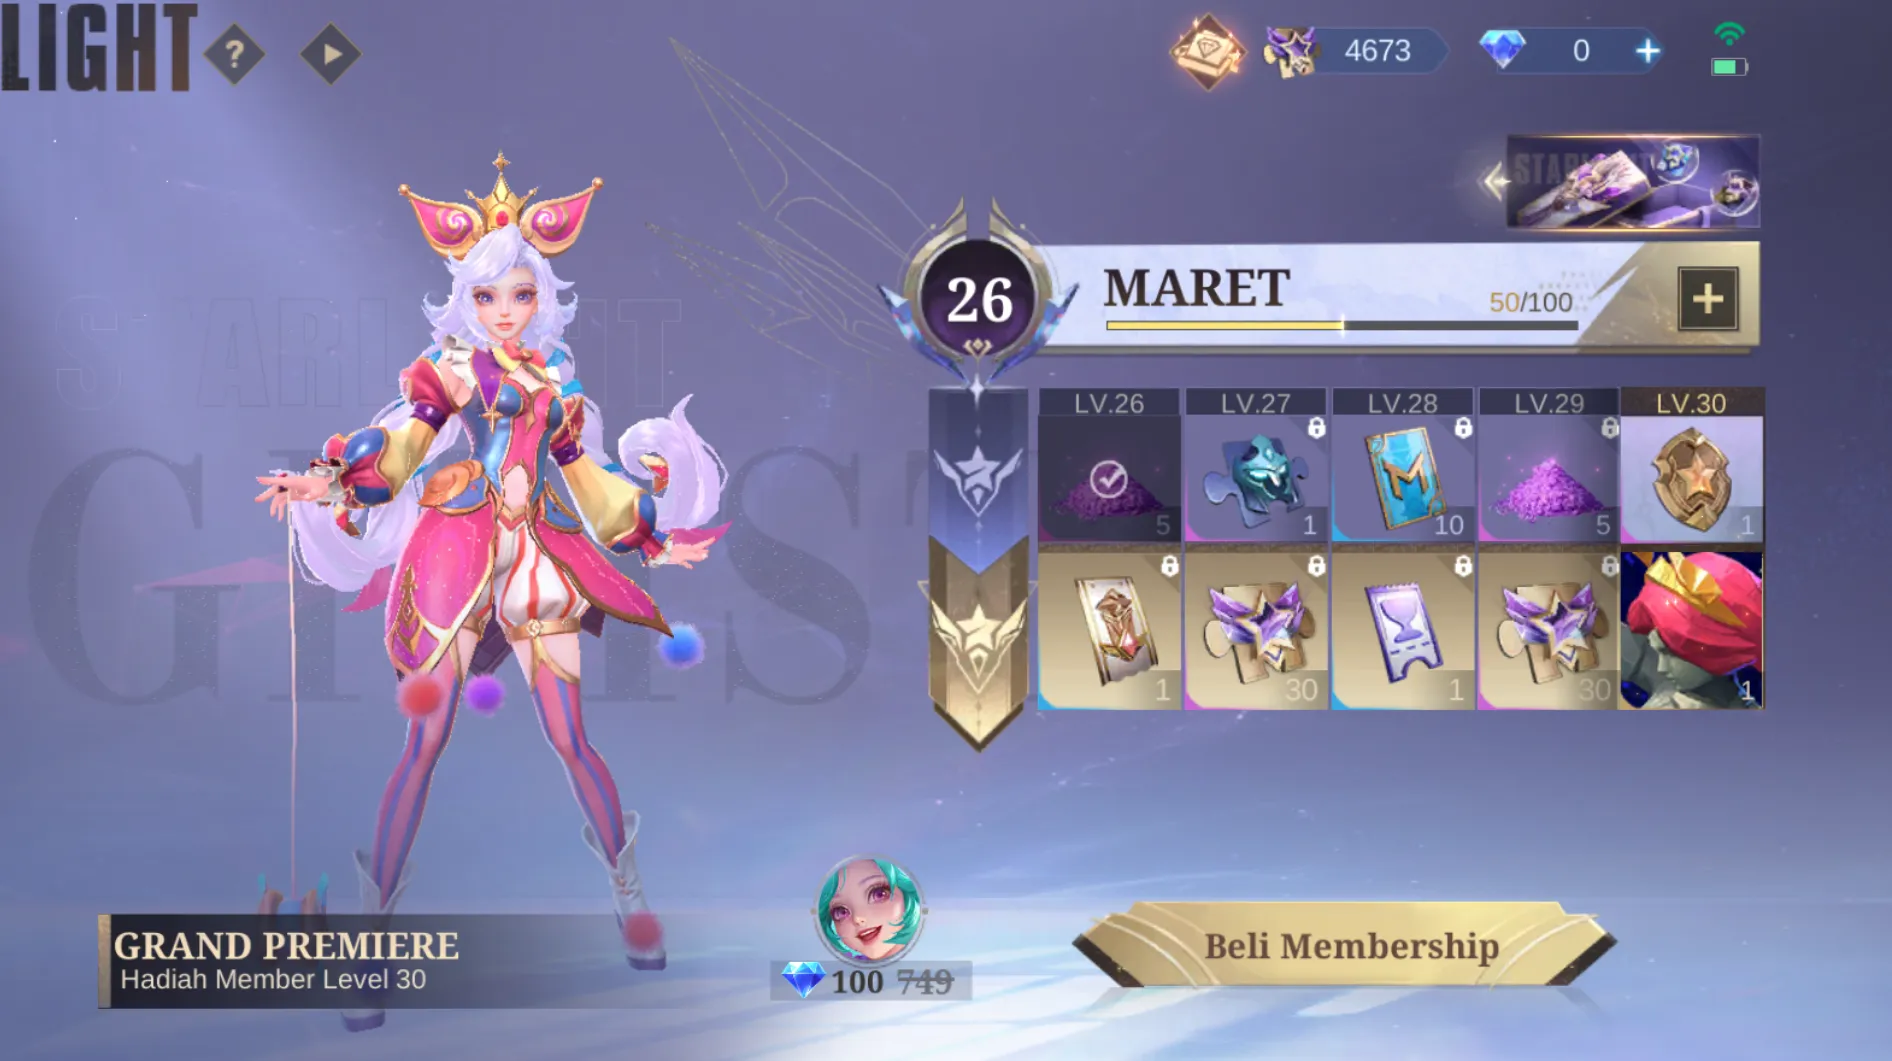 LIGHT
?
4673
0
STARLIGHT
26
MARET
50/100
LV.26
LV.27
LV.28
LV.29
LV.30
5
1
10
5
1
1
30
1
30
1
GRAND PREMIERE
Hadiah Member Level 30
100 749
Beli Membership